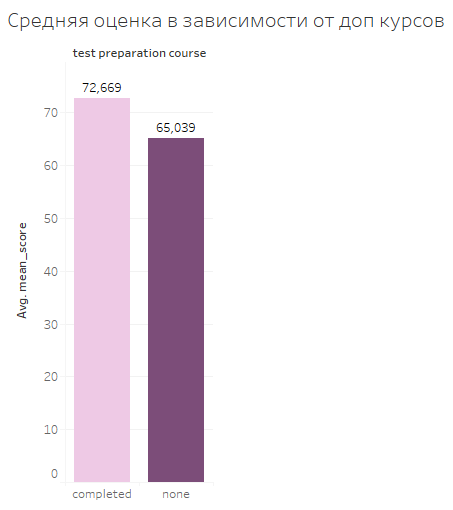 Средняя оценка в зависимости от доп курсов
test preparation course
72,669
65,039
70
60
50
40
30
20
10
0
Avg. mean_score
completed
none